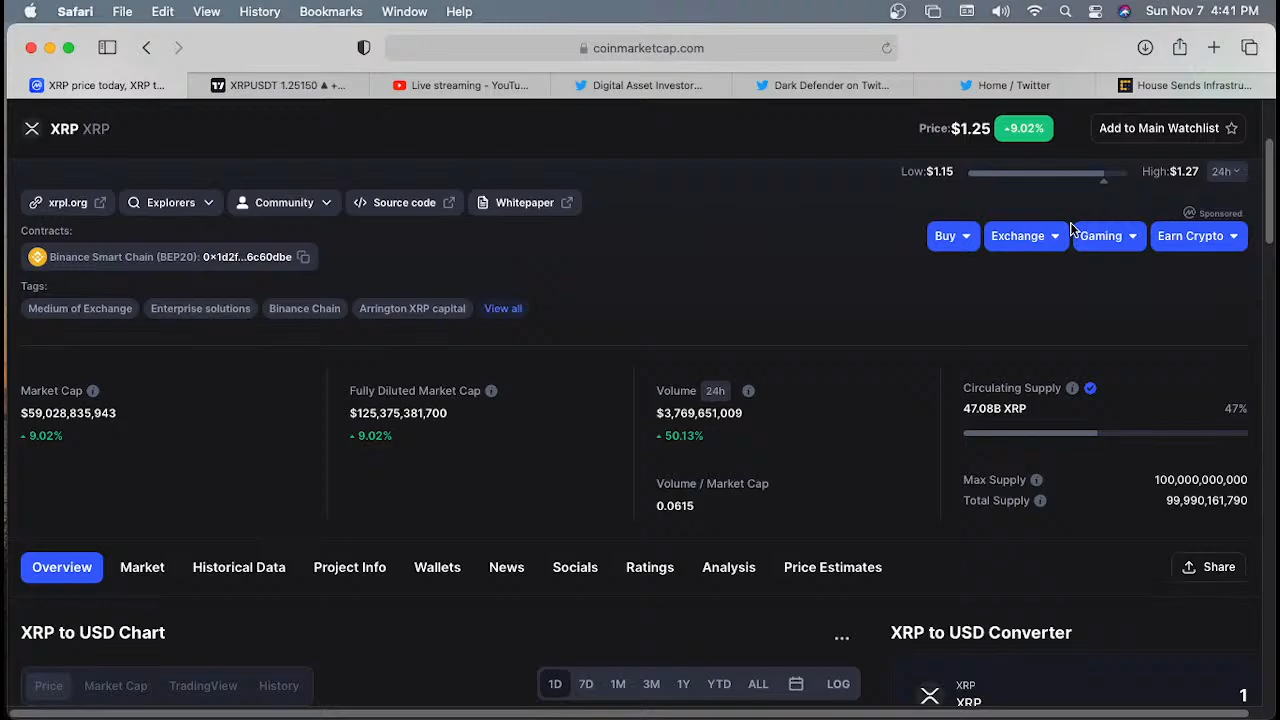 Safari File Edit View History Bookmarks Window Help Sun Nov 7 4:41 PM
coinmarketcap.com
XRP price today, XRP t... XRPUSDT 1.25150 ▲ +... Live streaming - YouTu... Digital Asset Investor... Dark Defender on Twit... Home / Twitter House Sends Infrastru...
XRP XRP Price:$1.25 9.02% Add to Main Watchlist
Low:$1.15 High:$1.27 24h
xrpl.org Explorers Community Source code Whitepaper
Sponsored
Contracts:
Buy Exchange Gaming Earn Crypto
Binance Smart Chain (BEP20): 0x1d2f...6c60dbe
Tags:
Medium of Exchange Enterprise solutions Binance Chain Arrington XRP capital View all
Market Cap Fully Diluted Market Cap Volume 24h Circulating Supply
$59,028,835,943 $125,375,381,700 $3,769,651,009 47.08B XRP 47%
9.02% 9.02% 50.13%
Volume / Market Cap Max Supply 100,000,000,000
0.0615 Total Supply 99,990,161,790
Overview Market Historical Data Project Info Wallets News Socials Ratings Analysis Price Estimates Share
XRP to USD Chart ... XRP to USD Converter
Price Market Cap TradingView History 1D 7D 1M 3M 1Y YTD ALL LOG
XRP
XRP 1